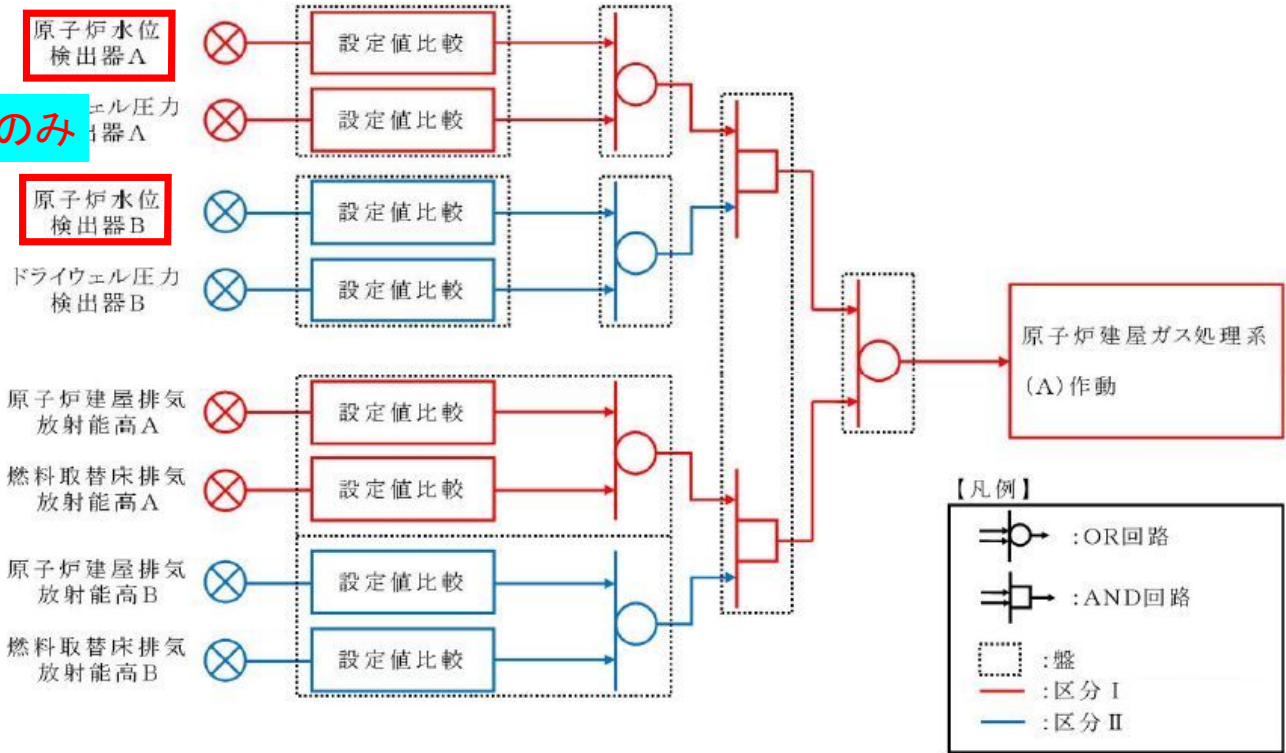 原子炉水位
検出器A
設定値比較
ェル圧力
出器A
のみ
設定値比較
原子炉水位
検出器B
設定値比較
ドライウェル圧力
検出器B
設定値比較
原子炉建屋ガス処理系
(A)作動
原子炉建屋排気
放射能高A
設定値比較
燃料取替床排気
放射能高A
設定値比較
原子炉建屋排気
放射能高B
設定値比較
燃料取替床排気
放射能高B
設定値比較
【凡例】
:OR回路
:AND回路
:盤
:区分Ⅰ
:区分Ⅱ